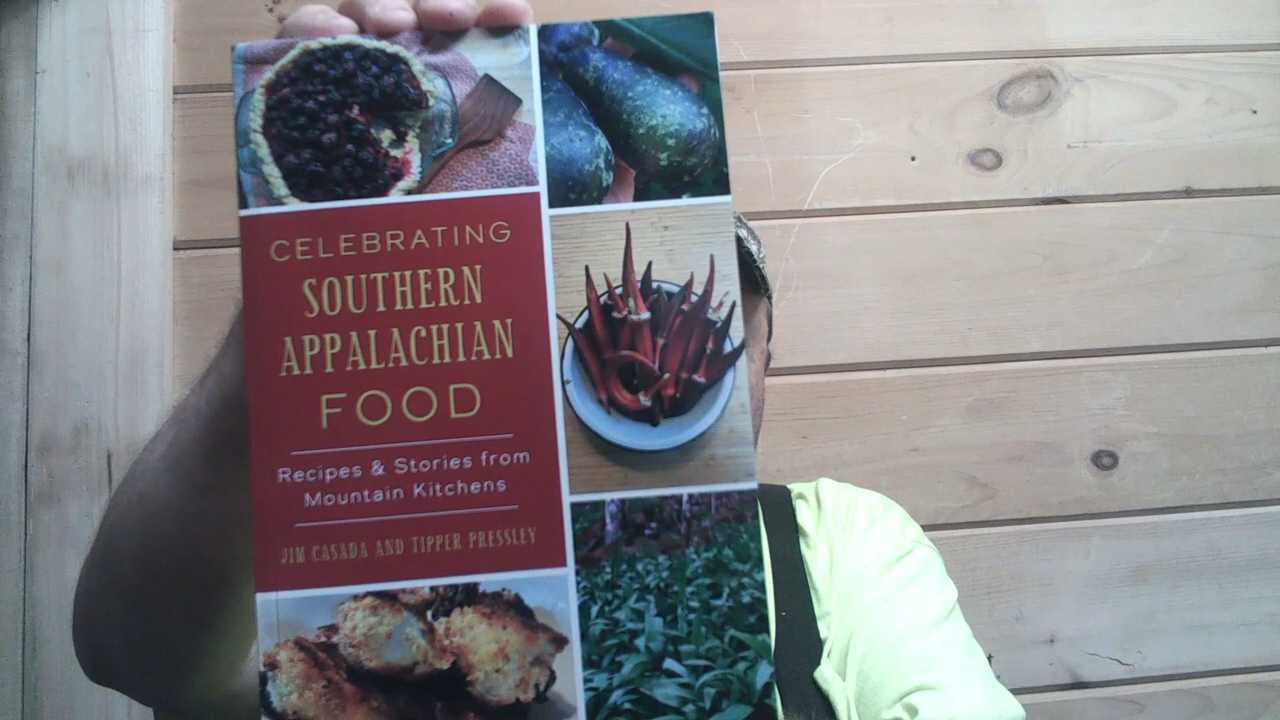 CELEBRATING
SOUTHERN
APPALACHIAN
FOOD
Recipes & Stories from
Mountain Kitchens
JIM CASADA AND TIPPER PRESSLEY